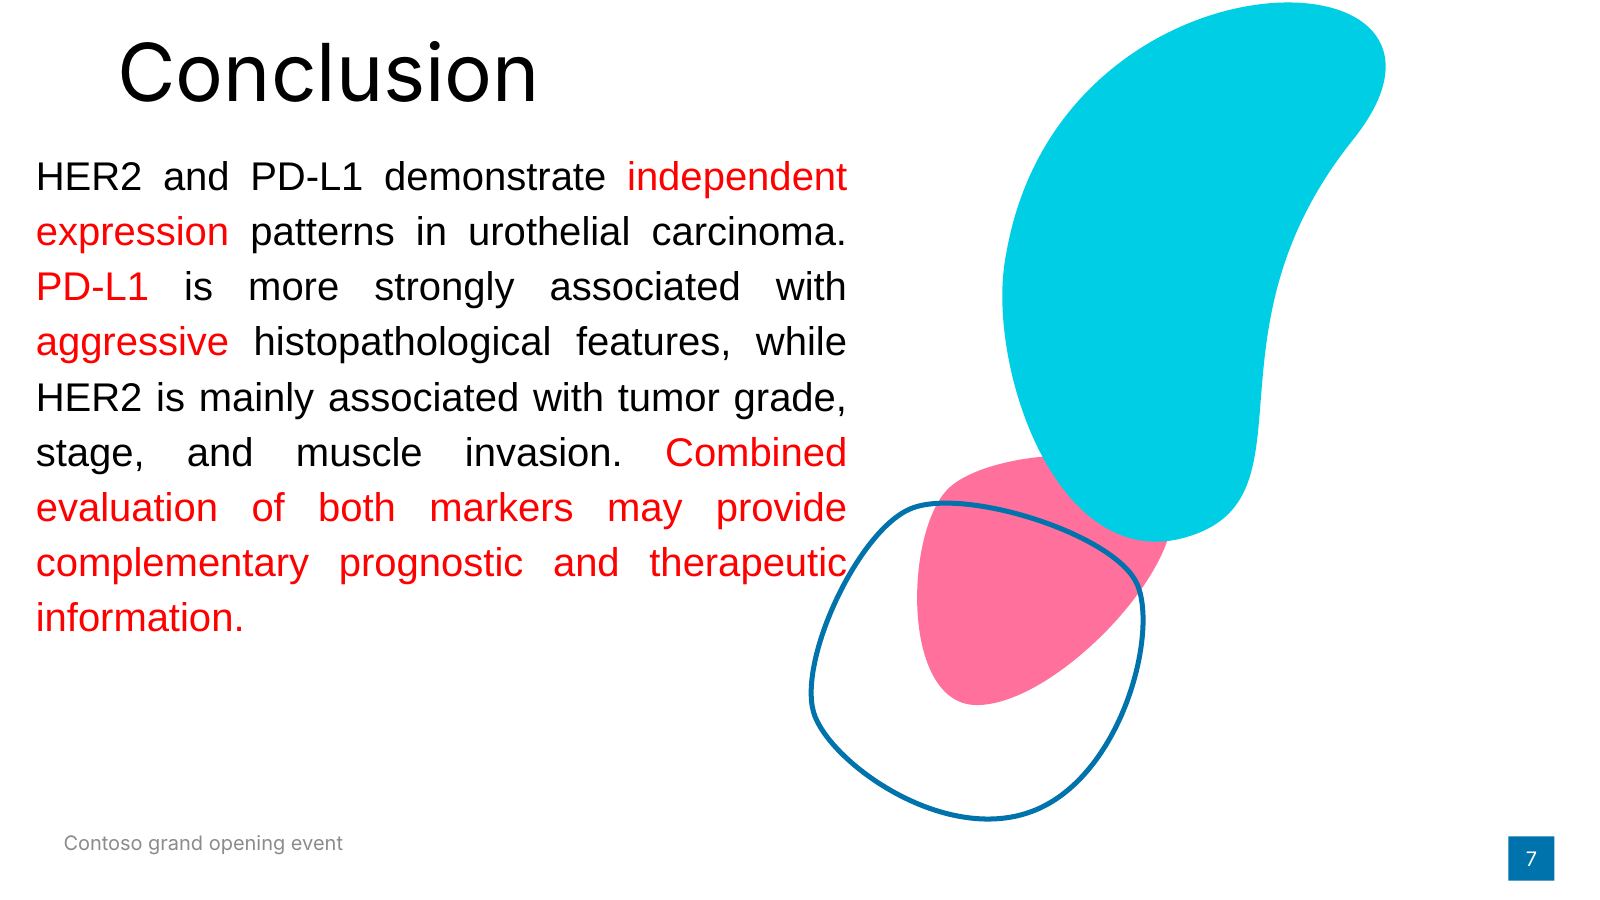 Conclusion
HER2 and PD-L1 demonstrate independent
expression patterns in urothelial carcinoma.
PD-L1 is more strongly associated with
aggressive histopathological features, while
HER2 is mainly associated with tumor grade,
stage, and muscle invasion. Combined
evaluation of both markers may provide
complementary prognostic and therapeutic
information.
Contoso grand opening event
7